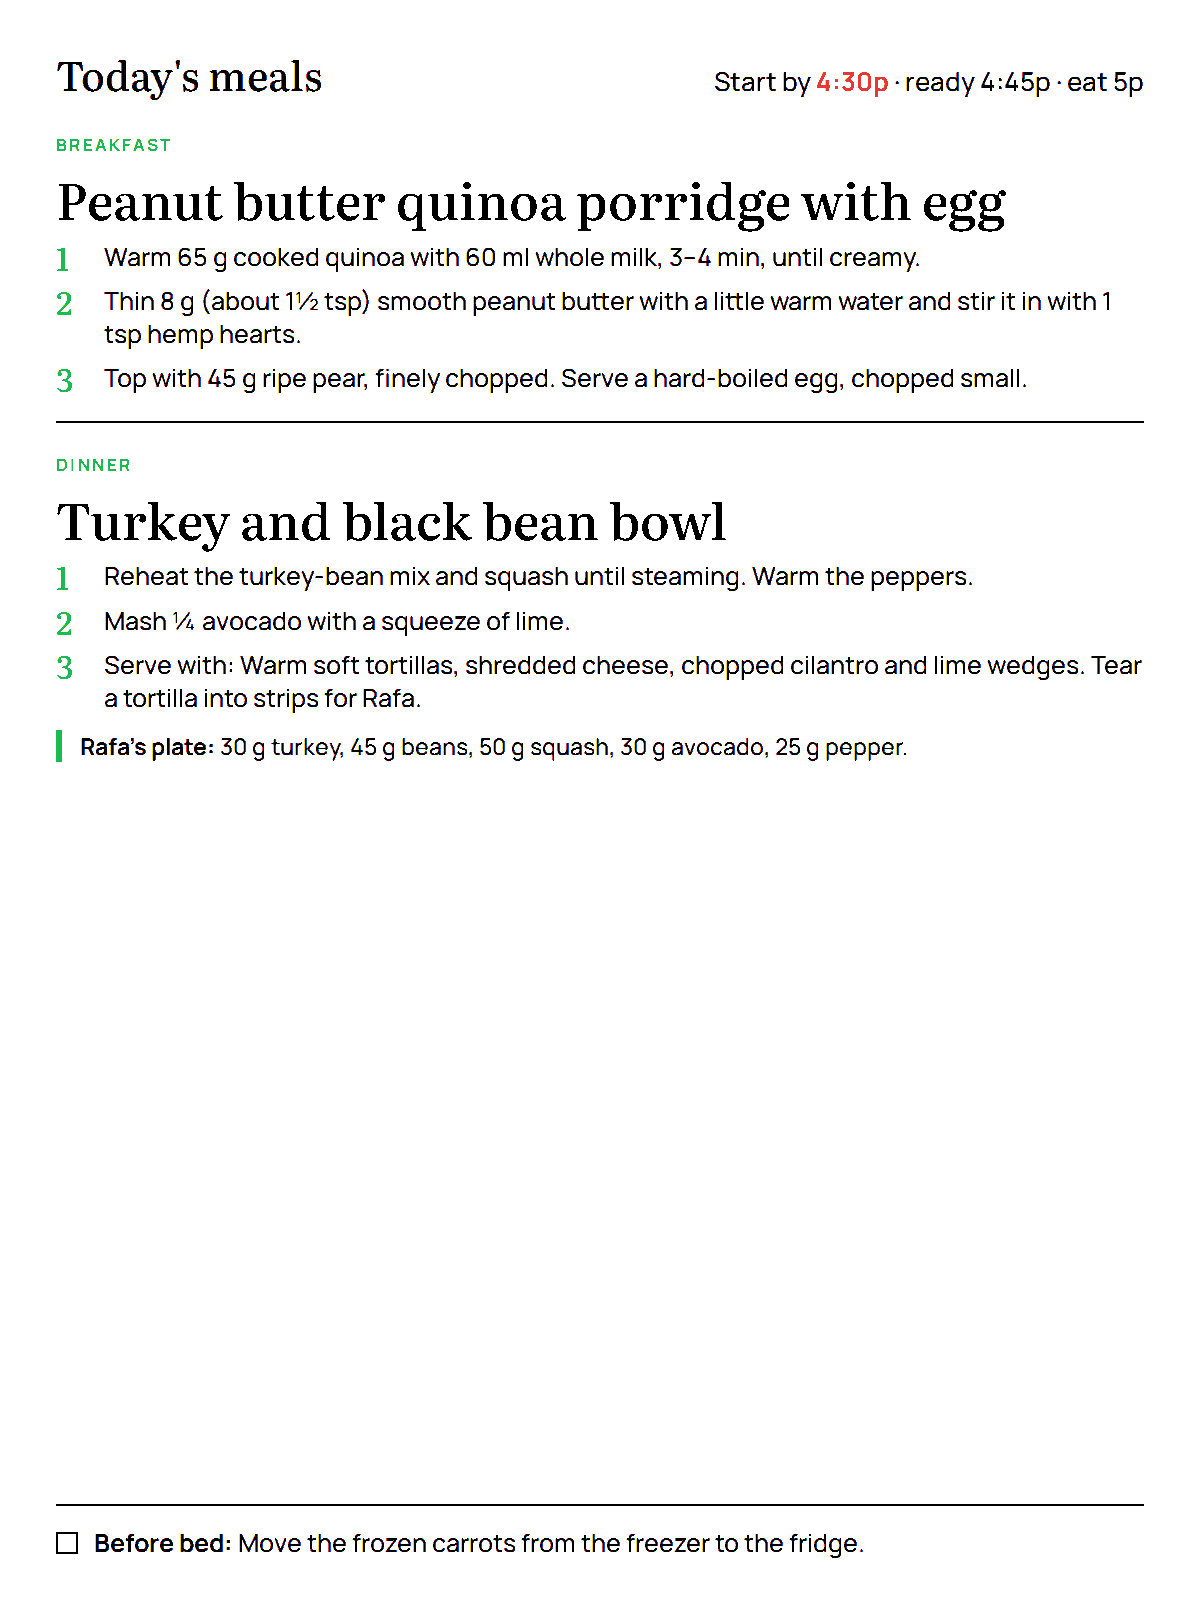 Today's meals
Start by 4:30p · ready 4:45p · eat 5p
BREAKFAST
Peanut butter quinoa porridge with egg
1 Warm 65 g cooked quinoa with 60 ml whole milk, 3–4 min, until creamy.
2 Thin 8 g (about 1½ tsp) smooth peanut butter with a little warm water and stir it in with 1
tsp hemp hearts.
3 Top with 45 g ripe pear, finely chopped. Serve a hard-boiled egg, chopped small.
DINNER
Turkey and black bean bowl
1 Reheat the turkey-bean mix and squash until steaming. Warm the peppers.
2 Mash ¼ avocado with a squeeze of lime.
3 Serve with: Warm soft tortillas, shredded cheese, chopped cilantro and lime wedges. Tear
a tortilla into strips for Rafa.
Rafa’s plate: 30 g turkey, 45 g beans, 50 g squash, 30 g avocado, 25 g pepper.
Before bed: Move the frozen carrots from the freezer to the fridge.